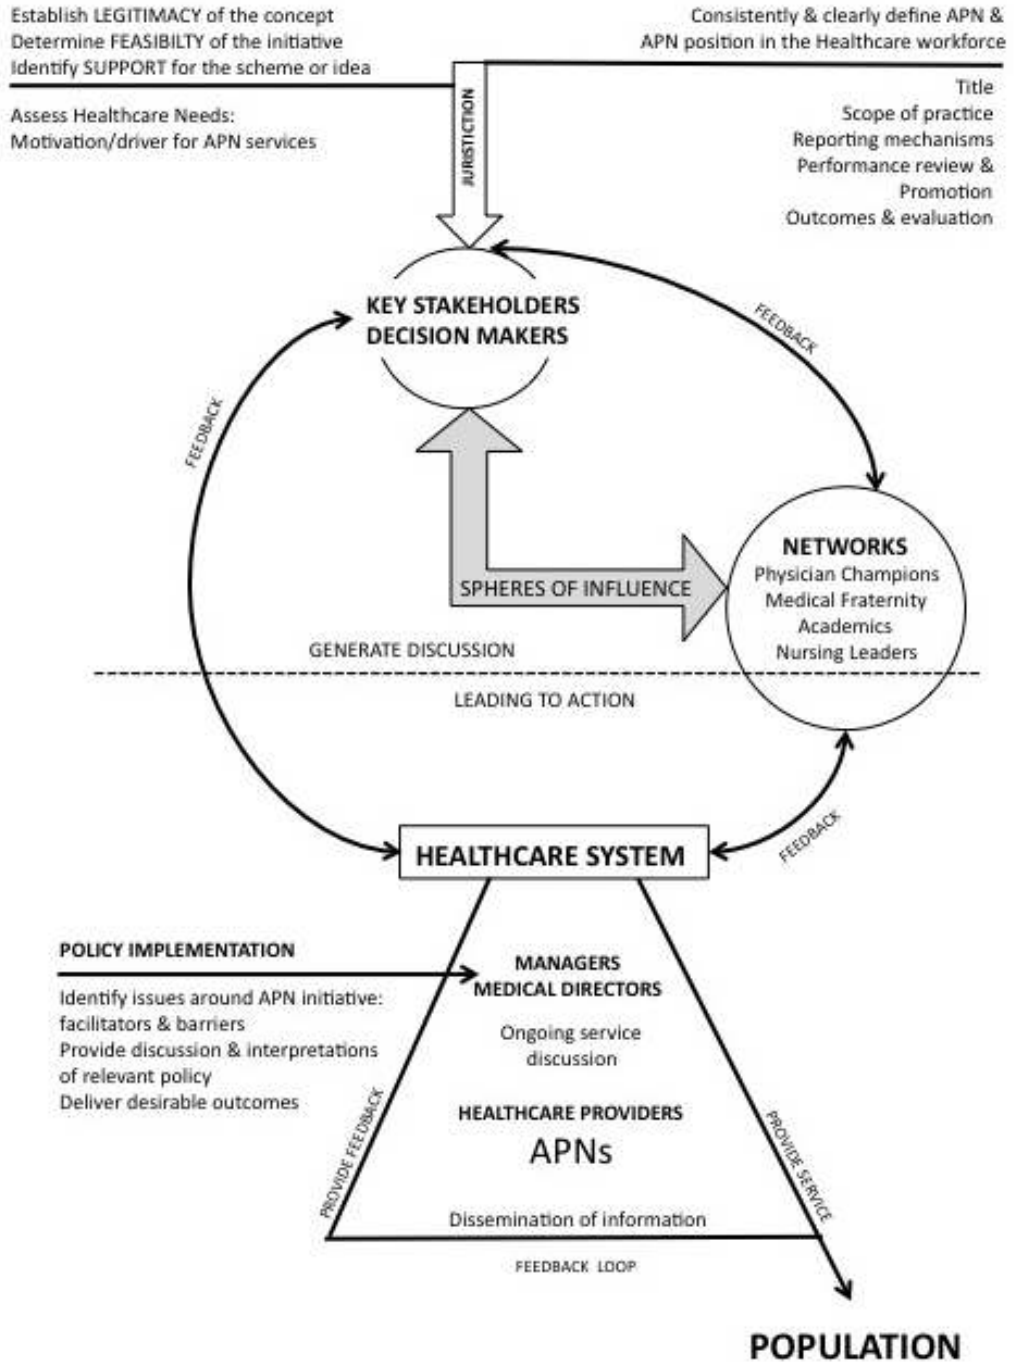 Establish LEGITIMACY of the concept
Determine FEASIBILTY of the initiative
Identify SUPPORT for the scheme or idea
Assess Healthcare Needs:
Motivation/driver for APN services
Consistently & clearly define APN &
APN position in the Healthcare workforce
Title
Scope of practice
Reporting mechanisms
Performance review &
Promotion
Outcomes & evaluation
JURISTICTION
KEY STAKEHOLDERS
DECISION MAKERS
FEEDBACK
FEEDBACK
NETWORKS
Physician Champions
Medical Fraternity
Academics
Nursing Leaders
SPHERES OF INFLUENCE
GENERATE DISCUSSION
LEADING TO ACTION
FEEDBACK
HEALTHCARE SYSTEM
POLICY IMPLEMENTATION
Identify issues around APN initiative:
facilitators & barriers
Provide discussion & interpretations
of relevant policy
Deliver desirable outcomes
MANAGERS
MEDICAL DIRECTORS
Ongoing service
discussion
HEALTHCARE PROVIDERS
APNs
PROVIDE FEEDBACK
PROVIDE SERVICE
Dissemination of information
FEEDBACK LOOP
POPULATION